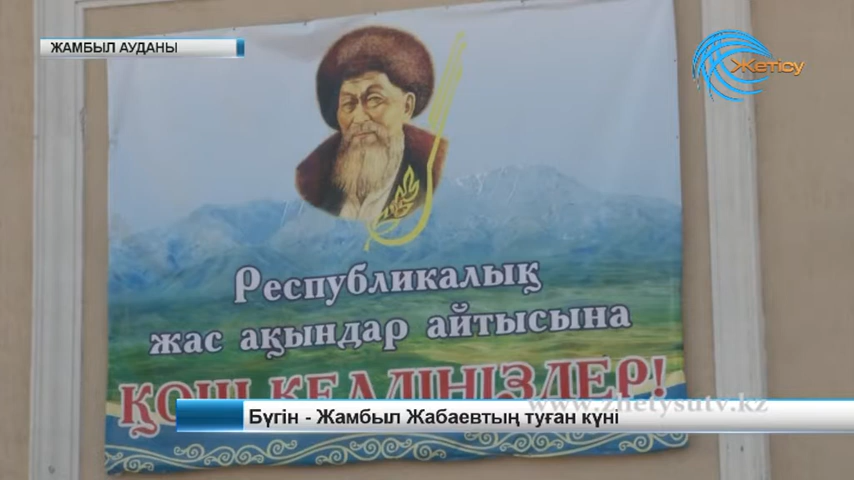 ЖАМБЫЛ АУДАНЫ
Жетісу
Республикалық
жас ақындар айтысына
ҚОШ КЕЛДІҢІЗДЕР!
www.zhetysutv.kz
Бүгін - Жамбыл Жабаевтың туған күні